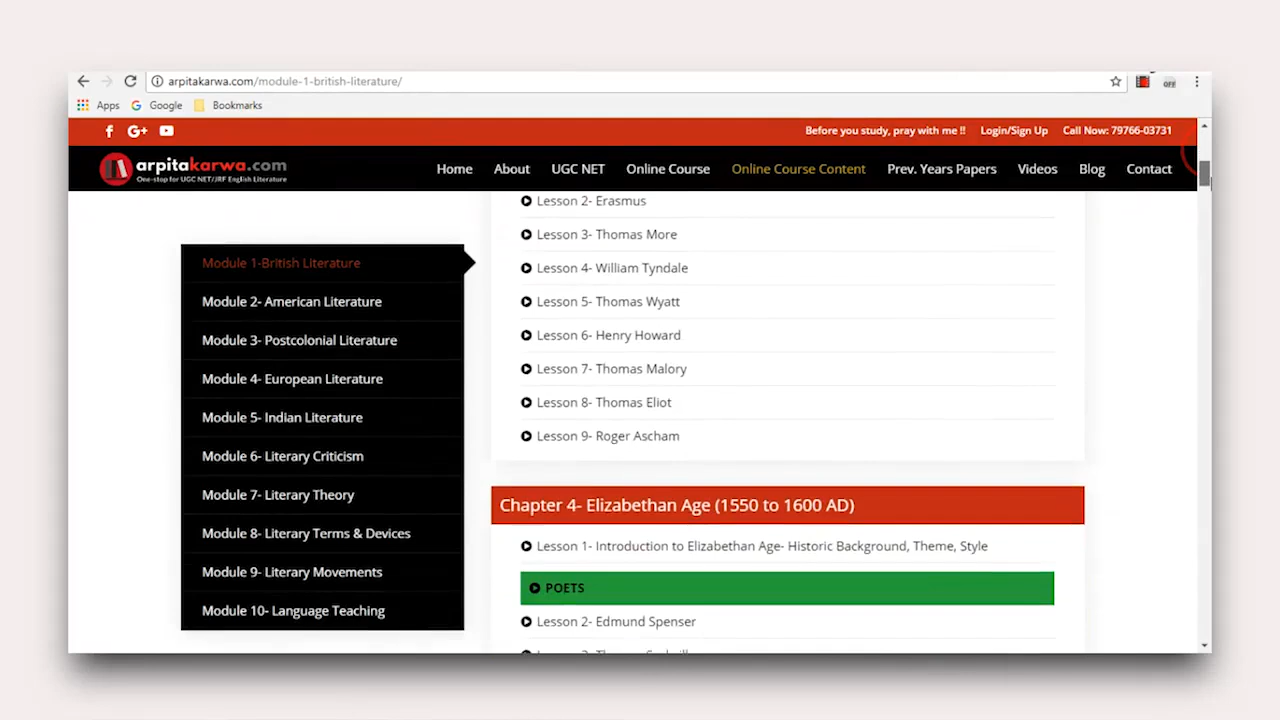 arpitakarwa.com/module-1-british-literature/
OFF
Apps Google Bookmarks
f G+ Before you study, pray with me !! Login/Sign Up Call Now: 79766-03731
arpitakarwa.com
One-stop for UGC NET/JRF English Literature
Home About UGC NET Online Course Online Course Content Prev. Years Papers Videos Blog Contact
Module 1-British Literature
Module 2- American Literature
Module 3- Postcolonial Literature
Module 4- European Literature
Module 5- Indian Literature
Module 6- Literary Criticism
Module 7- Literary Theory
Module 8- Literary Terms & Devices
Module 9- Literary Movements
Module 10- Language Teaching
Lesson 2- Erasmus
Lesson 3- Thomas More
Lesson 4- William Tyndale
Lesson 5- Thomas Wyatt
Lesson 6- Henry Howard
Lesson 7- Thomas Malory
Lesson 8- Thomas Eliot
Lesson 9- Roger Ascham
Chapter 4- Elizabethan Age (1550 to 1600 AD)
Lesson 1- Introduction to Elizabethan Age- Historic Background, Theme, Style
POETS
Lesson 2- Edmund Spenser